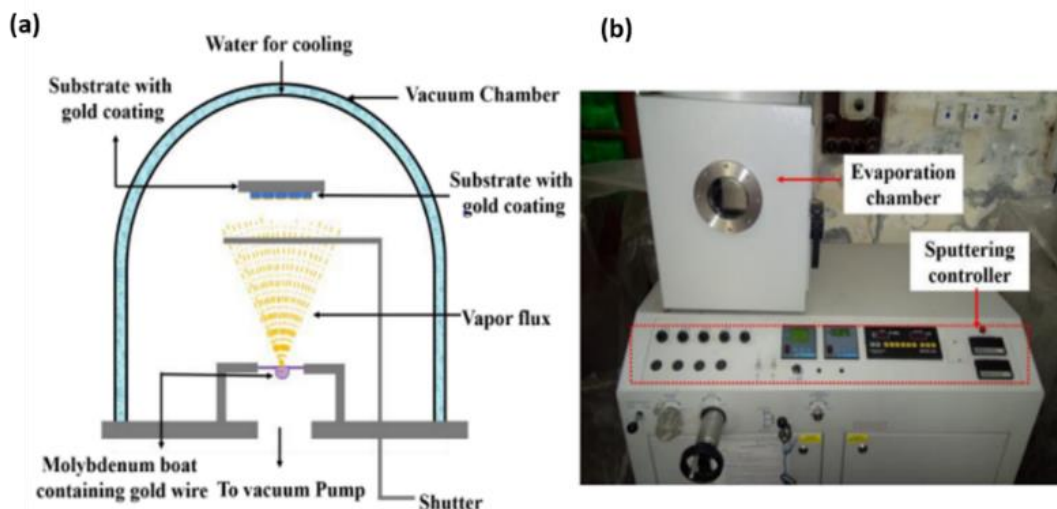 (a)
Water for cooling
Substrate with
gold coating
Vacuum Chamber
Substrate with
gold coating
Vapor flux
Molybdenum boat
containing gold wire
To vacuum Pump
Shutter
(b)
Evaporation
chamber
Sputtering
controller